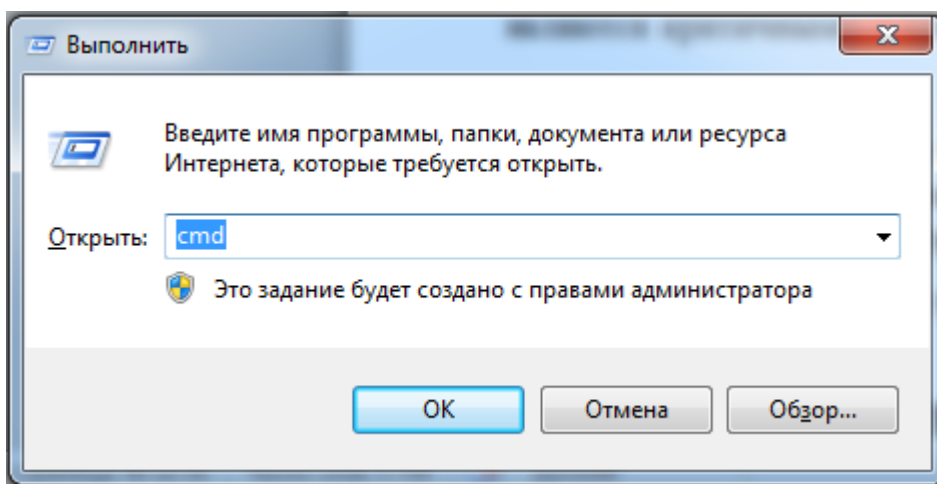 Выполнить
Введите имя программы, папки, документа или ресурса
Интернета, которые требуется открыть.
Открыть: cmd
Это задание будет создано с правами администратора
ОК Отмена Обзор...